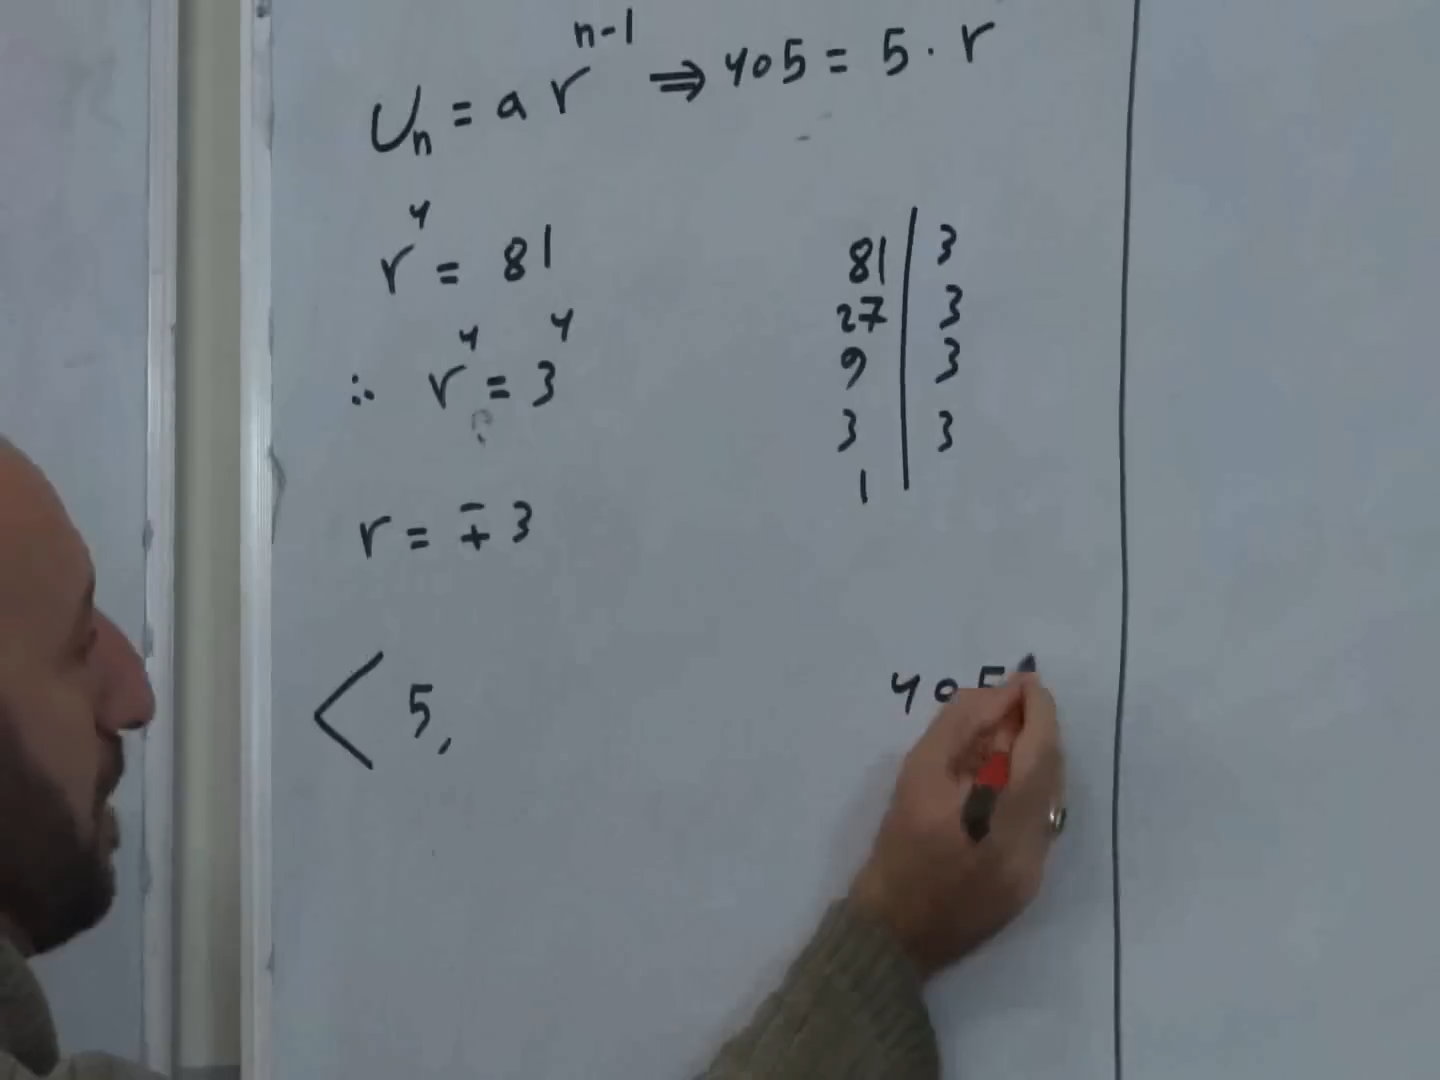 Uₙ = a rⁿ⁻¹ ⇒ 405 = 5 · r
r⁴ = 81
∴ r⁴ = 3⁴
r = ∓ 3
81 | 3
27 | 3
9 | 3
3 | 3
1 |
< 5, 405